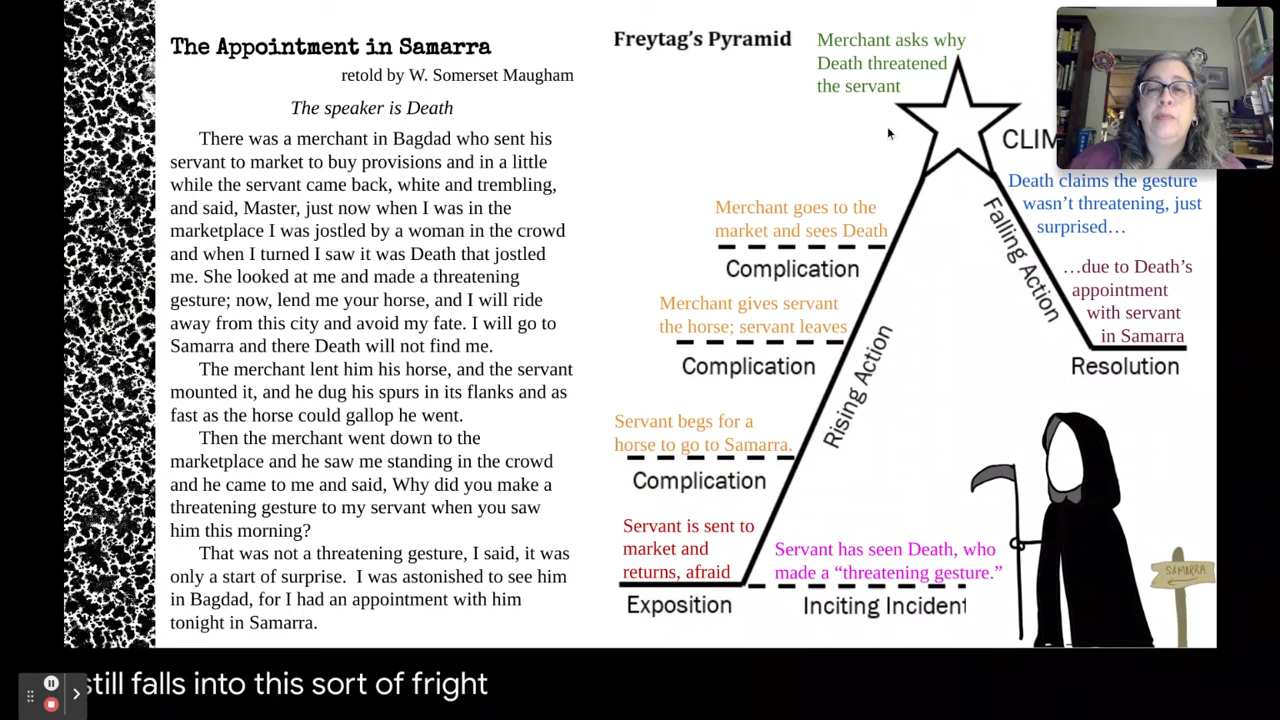 The Appointment in Samarra
retold by W. Somerset Maugham
The speaker is Death
There was a merchant in Bagdad who sent his
servant to market to buy provisions and in a little
while the servant came back, white and trembling,
and said, Master, just now when I was in the
marketplace I was jostled by a woman in the crowd
and when I turned I saw it was Death that jostled
me. She looked at me and made a threatening
gesture; now, lend me your horse, and I will ride
away from this city and avoid my fate. I will go to
Samarra and there Death will not find me.
The merchant lent him his horse, and the servant
mounted it, and he dug his spurs in its flanks and as
fast as the horse could gallop he went.
Then the merchant went down to the
marketplace and he saw me standing in the crowd
and he came to me and said, Why did you make a
threatening gesture to my servant when you saw
him this morning?
That was not a threatening gesture, I said, it was
only a start of surprise. I was astonished to see him
in Bagdad, for I had an appointment with him
tonight in Samarra.
Freytag's Pyramid
Merchant asks why
Death threatened
the servant
CLIM
Death claims the gesture
wasn't threatening, just
surprised…
Falling Action
…due to Death's
appointment
with servant
in Samarra
Resolution
Merchant goes to the
market and sees Death
Complication
Merchant gives servant
the horse; servant leaves
Complication
Rising Action
Servant begs for a
horse to go to Samarra.
Complication
Servant is sent to
market and
returns, afraid
Exposition
Servant has seen Death, who
made a “threatening gesture.”
Inciting Incident
SAMARRA
still falls into this sort of fright